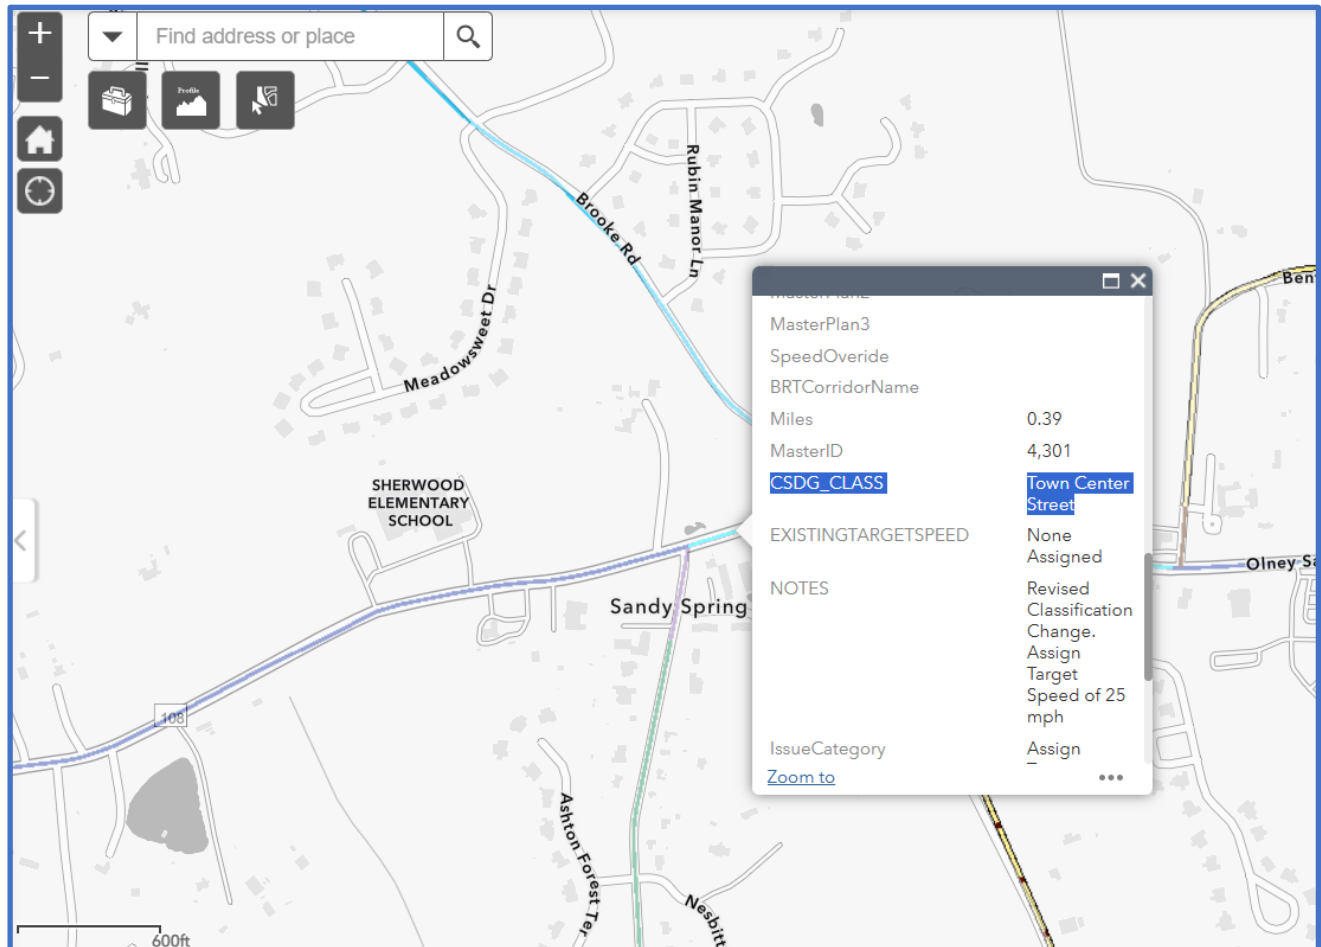 +
Find address or place
−
Profile
Rubin Manor Ln
Brooke Rd
Meadowsweet Dr
MasterPlan2
MasterPlan3
SpeedOveride
BRTCorridorName
Miles 0.39
MasterID 4,301
CSDG_CLASS Town Center
Street
EXISTINGTARGETSPEED None
Assigned
NOTES Revised
Classification
Change.
Assign
Target
Speed of 25
mph
IssueCategory Assign
Zoom to
Ben
Olney Sa
SHERWOOD
ELEMENTARY
SCHOOL
Sandy Spring
108
Ashton Forest Ter
Nesbitt
600ft